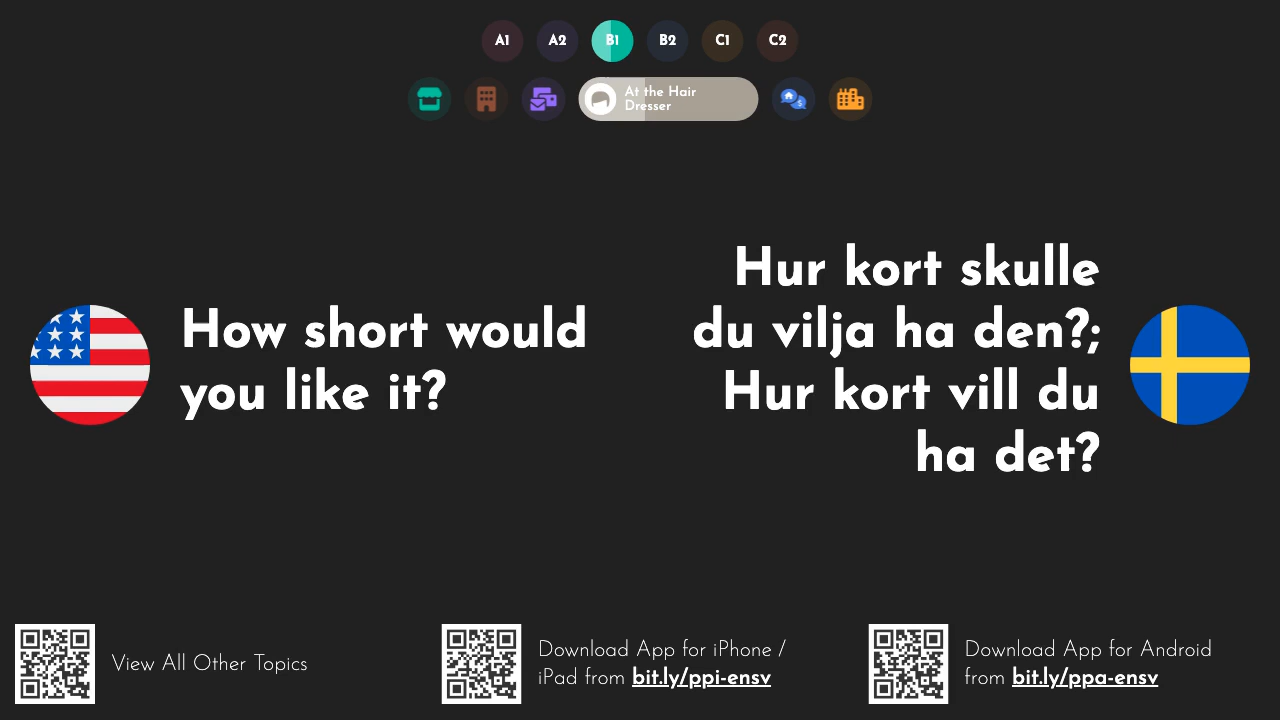 A1 A2 B1 B2 C1 C2
At the Hair
Dresser
How short would
you like it?
Hur kort skulle
du vilja ha den?;
Hur kort vill du
ha det?
View All Other Topics
Download App for iPhone /
iPad from bit.ly/ppi-ensv
Download App for Android
from bit.ly/ppa-ensv